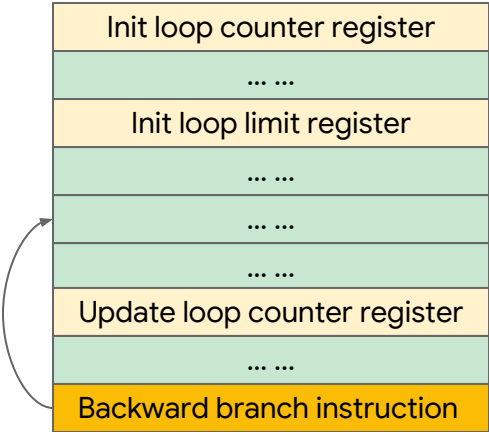 Init loop counter register
... ...
Init loop limit register
... ...
... ...
... ...
Update loop counter register
... ...
Backward branch instruction